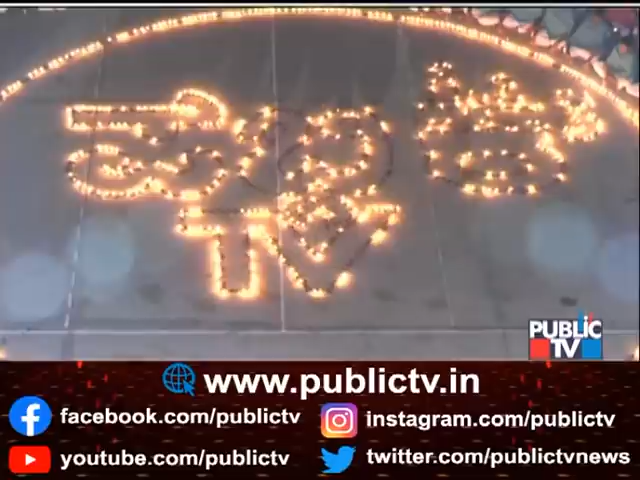 TV
PUBLIC
TV
www.publictv.in
facebook.com/publictv instagram.com/publictv
youtube.com/publictv twitter.com/publictvnews